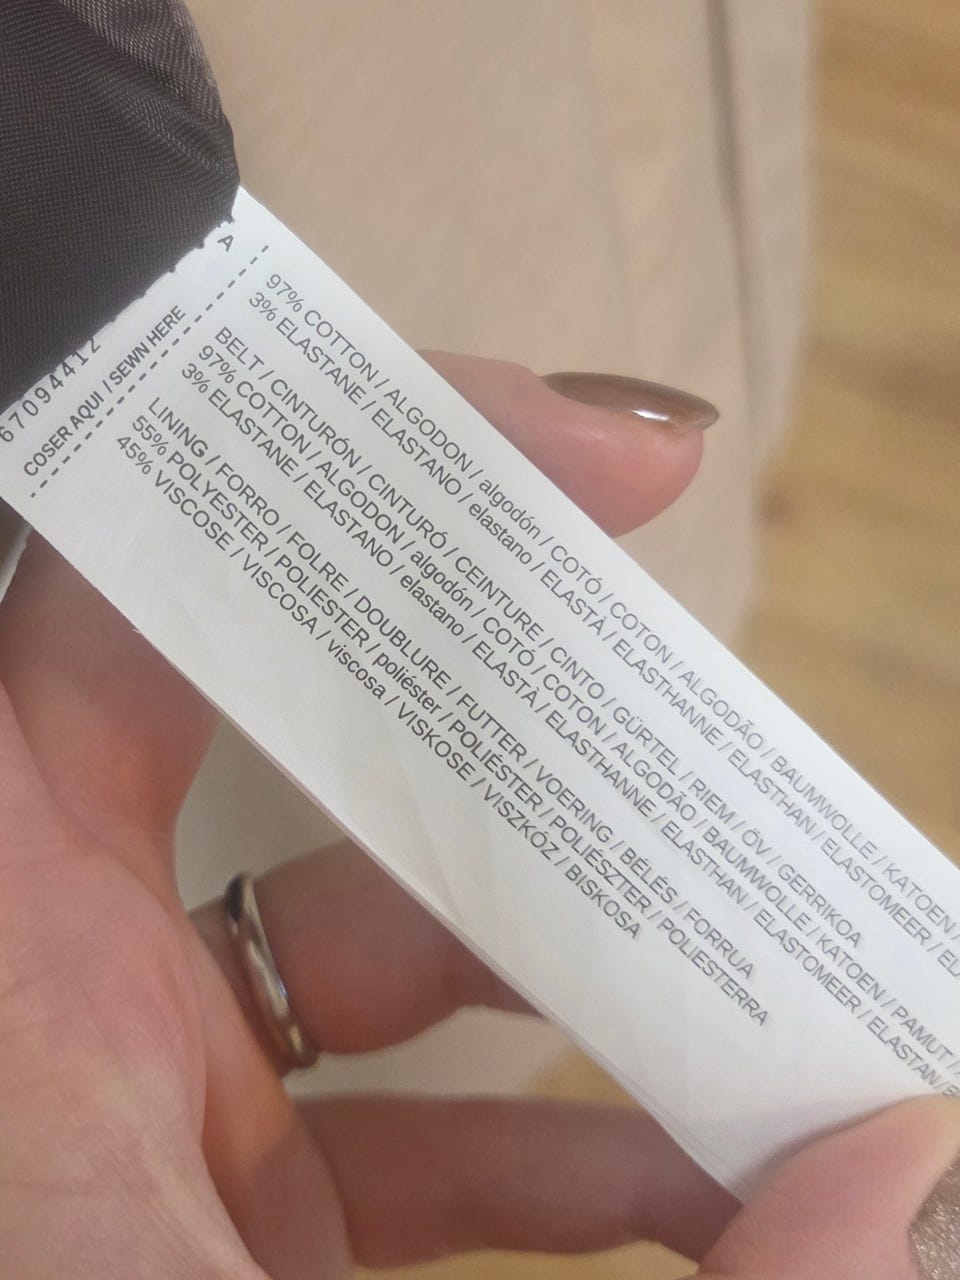 67094412
A
COSER AQUI / SEWN HERE
97% COTTON / ALGODON / algodón / COTÓ / COTON / ALGODÃO / BAUMWOLLE / KATOEN /
3% ELASTANE / ELASTANO / elastano / ELASTÀ / ELASTHANNE / ELASTHAN / ELASTOMEER /
BELT / CINTURÓN / CINTURÓ / CEINTURE / CINTO / GÜRTEL / RIEM / ÖV / GERRIKOA
97% COTTON / ALGODON / algodón / COTÓ / COTON / ALGODÃO / BAUMWOLLE / KATOEN / PAMUT /
3% ELASTANE / ELASTANO / elastano / ELASTÀ / ELASTHANNE / ELASTHAN / ELASTOMEER / ELASTAN /
LINING / FORRO / FOLRE / DOUBLURE / FUTTER / VOERING / BÉLÉS / FORRUA
55% POLYESTER / POLIESTER / poliéster / POLIÉSTER / POLIÉSZTER / POLIESTERRA
45% VISCOSE / VISCOSA / viscosa / VISKOSE / VISZKÓZ / BISKOSA